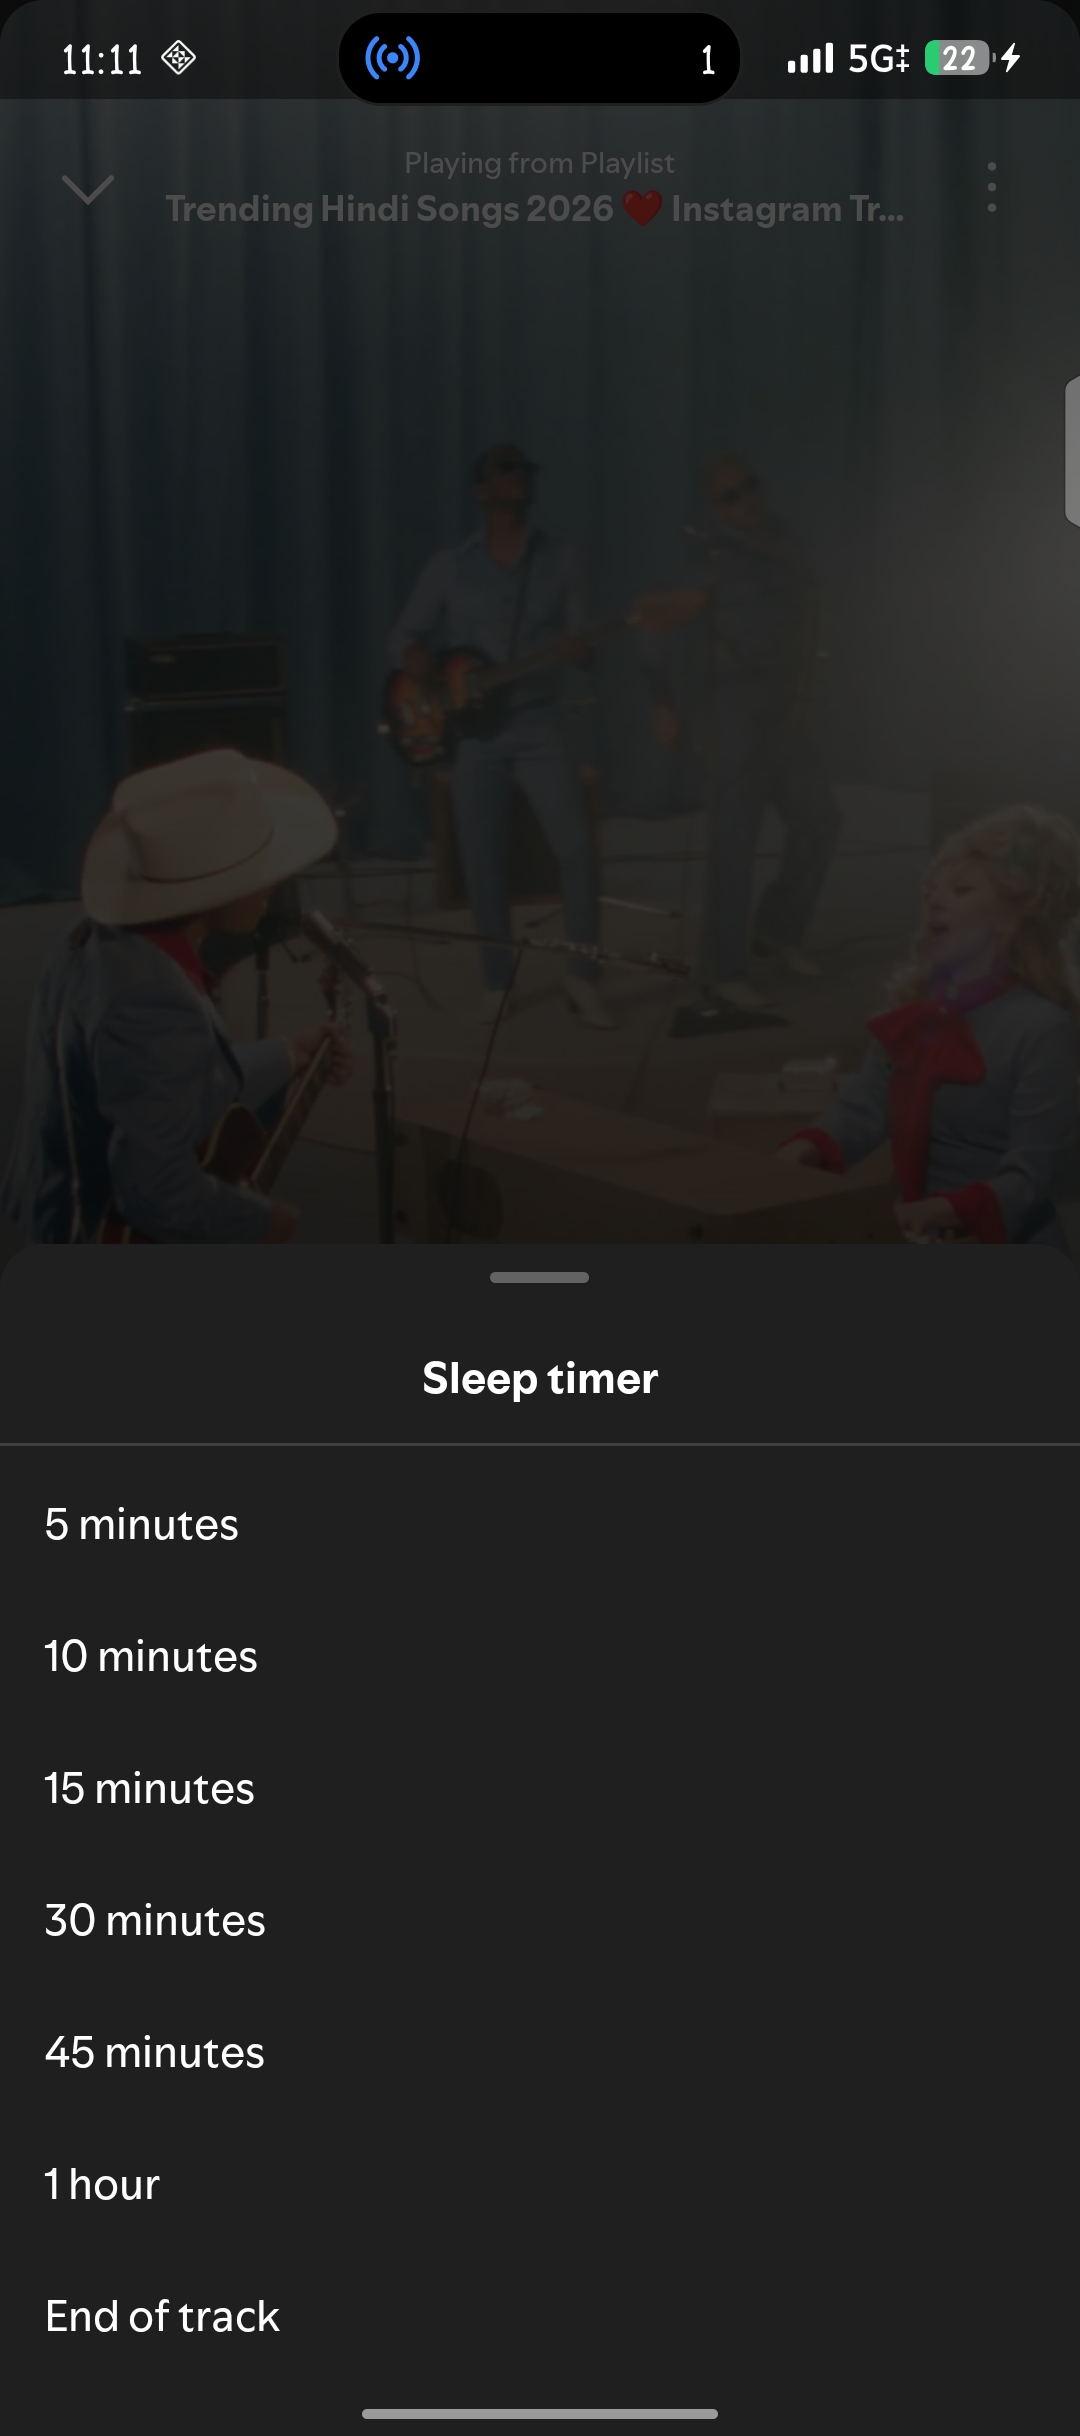 11:11 1 5G 22
Playing from Playlist
Trending Hindi Songs 2026 ❤️ Instagram Tr...
Sleep timer
5 minutes
10 minutes
15 minutes
30 minutes
45 minutes
1 hour
End of track